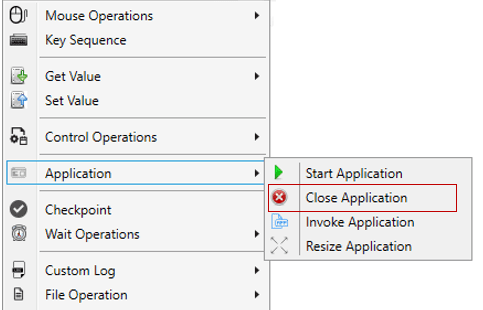 Mouse Operations
Key Sequence
Get Value
Set Value
Control Operations
Application
Start Application
Close Application
Invoke Application
Resize Application
Checkpoint
Wait Operations
Custom Log
File Operation